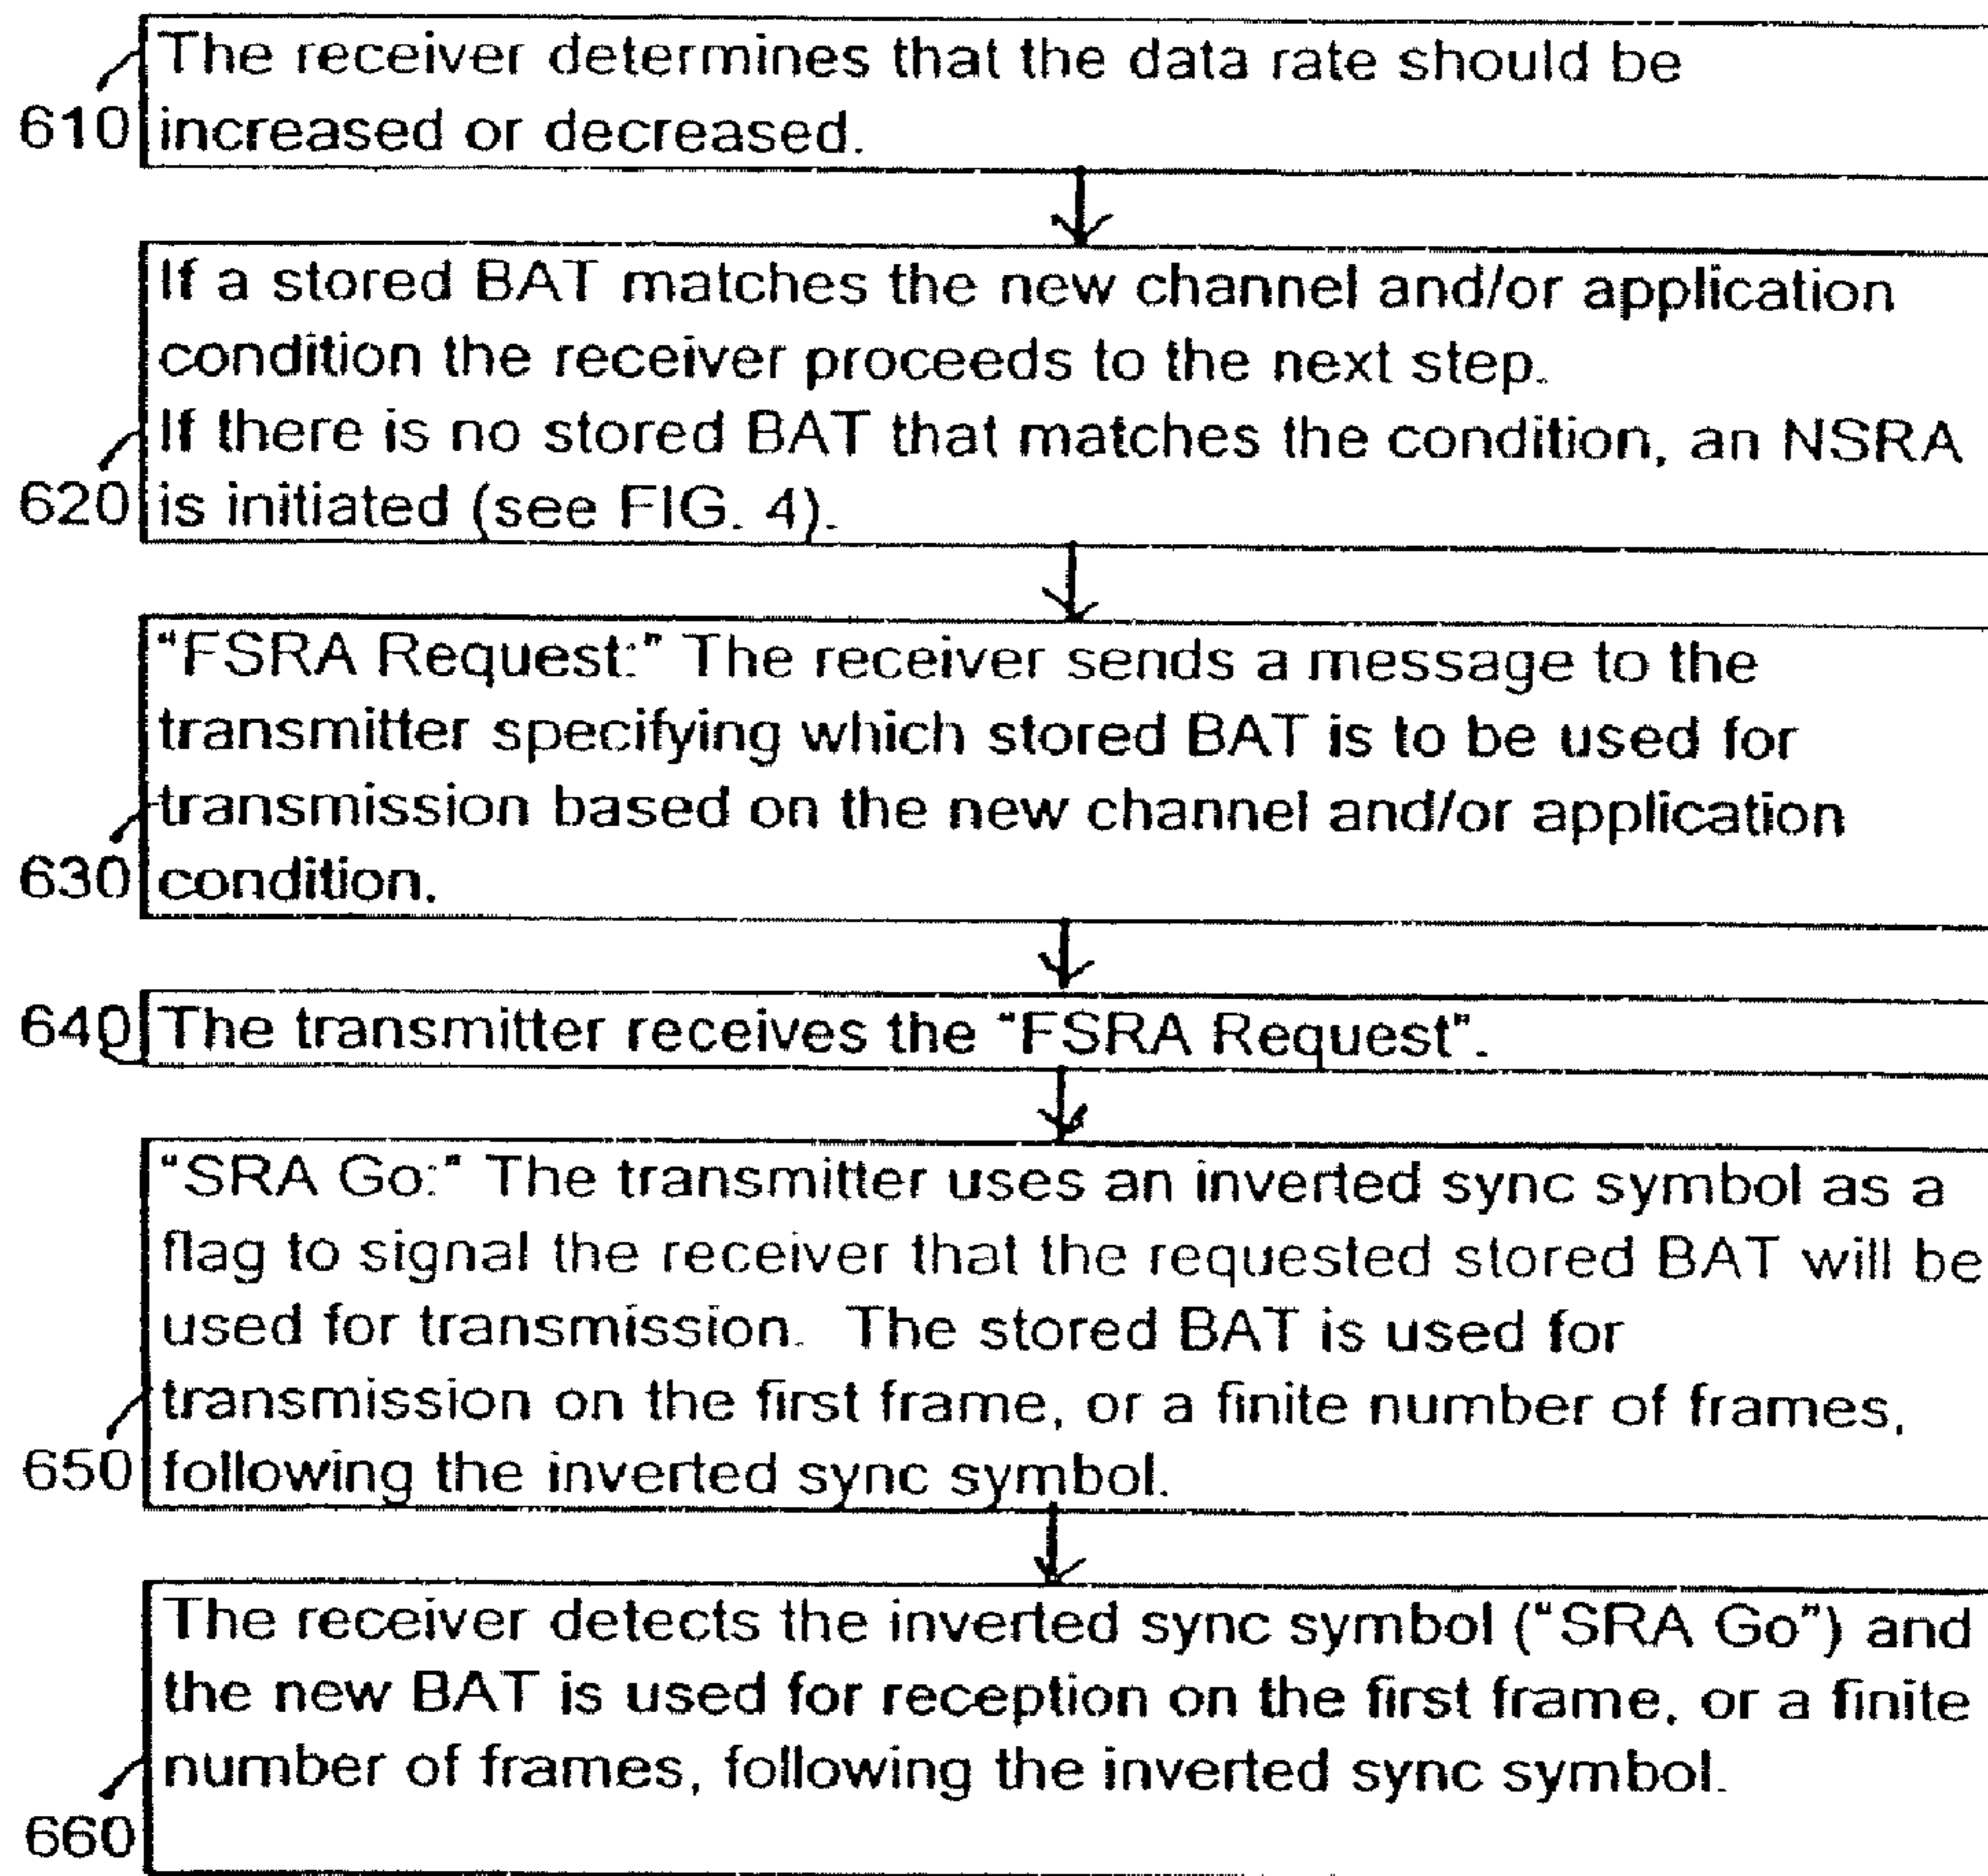 The receiver determines that the data rate should be
610 increased or decreased.
If a stored BAT matches the new channel and/or application
condition the receiver proceeds to the next step.
If there is no stored BAT that matches the condition, an NSRA
620 is initiated (see FIG. 4).
"FSRA Request:" The receiver sends a message to the
transmitter specifying which stored BAT is to be used for
transmission based on the new channel and/or application
630 condition.
640 The transmitter receives the "FSRA Request".
"SRA Go:" The transmitter uses an inverted sync symbol as a
flag to signal the receiver that the requested stored BAT will be
used for transmission. The stored BAT is used for
transmission on the first frame, or a finite number of frames,
650 following the inverted sync symbol.
The receiver detects the inverted sync symbol ("SRA Go") and
the new BAT is used for reception on the first frame, or a finite
number of frames, following the inverted sync symbol.
660